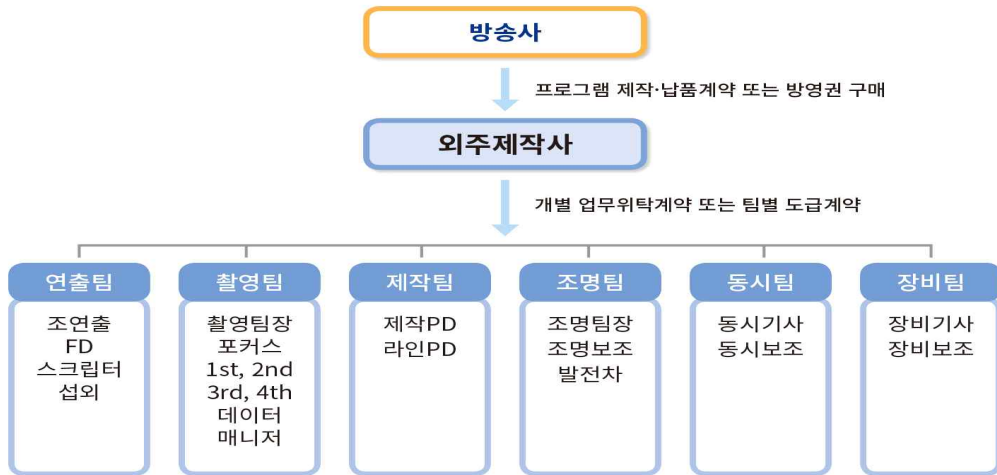 방송사
프로그램 제작·납품계약 또는 방영권 구매
외주제작사
개별 업무위탁계약 또는 팀별 도급계약
연출팀
조연출
FD
스크립터
섭외
촬영팀
촬영팀장
포커스
1st, 2nd
3rd, 4th
데이터
매니저
제작팀
제작PD
라인PD
조명팀
조명팀장
조명보조
발전차
동시팀
동시기사
동시보조
장비팀
장비기사
장비보조